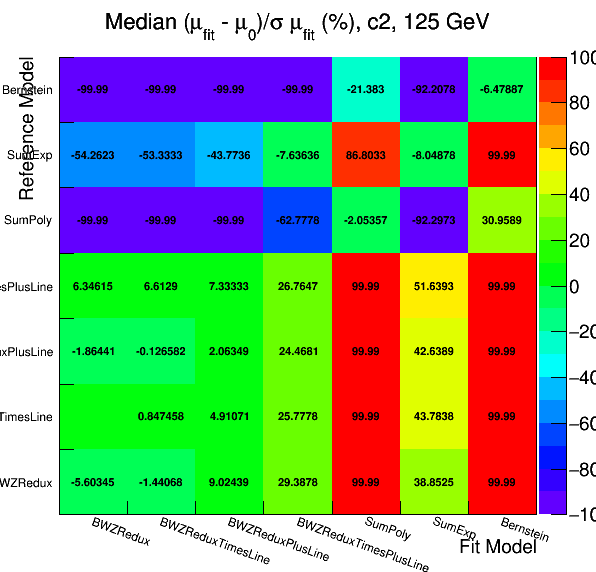 Median (μfit - μ0)/σ μfit (%), c2, 125 GeV
Reference Model
Bernstein -99.99 -99.99 -99.99 -99.99 -21.383 -92.2078 -6.47887
SumExp -54.2623 -53.3333 -43.7736 -7.63636 86.8033 -8.04878 99.99
SumPoly -99.99 -99.99 -99.99 -62.7778 -2.05357 -92.2973 30.9589
esPlusLine 6.34615 6.6129 7.33333 26.7647 99.99 51.6393 99.99
uxPlusLine -1.86441 -0.126582 2.06349 24.4681 99.99 42.6389 99.99
TimesLine 0.847458 4.91071 25.7778 99.99 43.7838 99.99
WZRedux -5.60345 -1.44068 9.02439 29.3878 99.99 38.8525 99.99
BWZRedux BWZReduxTimesLine BWZReduxPlusLine BWZReduxTimesPlusLine SumPoly SumExp Bernstein
Fit Model
100
80
60
40
20
0
−20
−40
−60
−80
−10